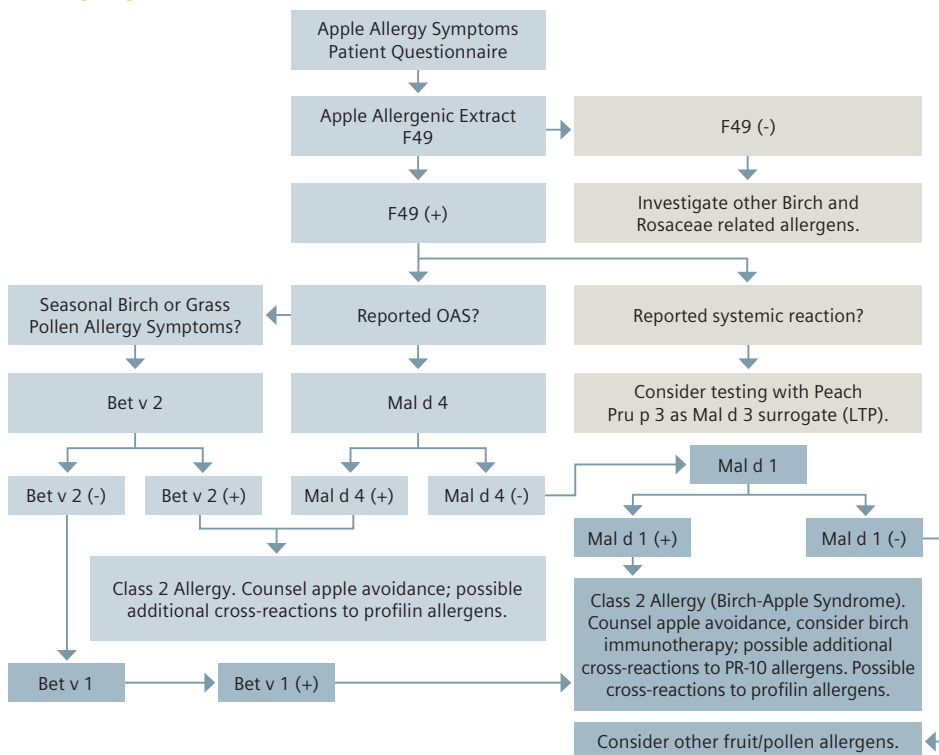 Apple Allergy Symptoms
Patient Questionnaire
Apple Allergenic Extract
F49
F49 (-)
F49 (+)
Investigate other Birch and
Rosaceae related allergens.
Seasonal Birch or Grass
Pollen Allergy Symptoms?
Reported OAS?
Reported systemic reaction?
Bet v 2
Mal d 4
Consider testing with Peach
Pru p 3 as Mal d 3 surrogate (LTP).
Mal d 1
Bet v 2 (-)
Bet v 2 (+)
Mal d 4 (+)
Mal d 4 (-)
Mal d 1 (+)
Mal d 1 (-)
Class 2 Allergy. Counsel apple avoidance; possible
additional cross-reactions to profilin allergens.
Class 2 Allergy (Birch-Apple Syndrome).
Counsel apple avoidance, consider birch
immunotherapy; possible additional
cross-reactions to PR-10 allergens. Possible
cross-reactions to profilin allergens.
Bet v 1
Bet v 1 (+)
Consider other fruit/pollen allergens.